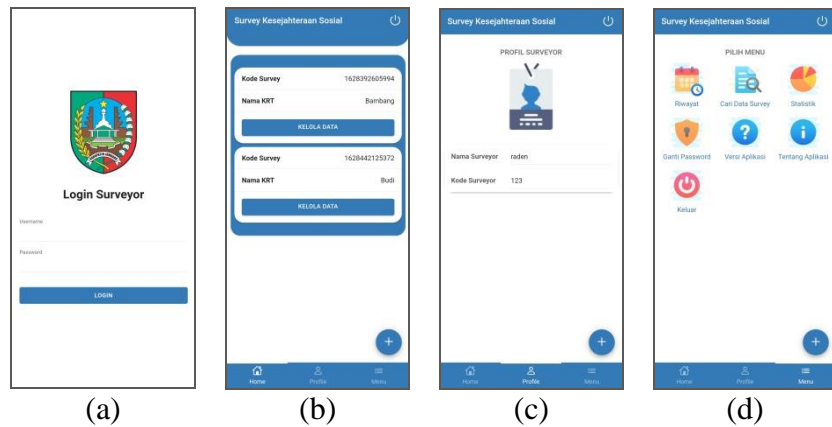 Login Surveyor
Username
Password
LOGIN
(a)
Survey Kesejahteraan Sosial
Kode Survey 1628392605994
Nama KRT Bambang
KELOLA DATA
Kode Survey 1628442125372
Nama KRT Budi
KELOLA DATA
+
Home Profile Menu
(b)
Survey Kesejahteraan Sosial
PROFIL SURVEYOR
Nama Surveyor raden
Kode Surveyor 123
+
Home Profile Menu
(c)
Survey Kesejahteraan Sosial
PILIH MENU
Riwayat Cari Data Survey Statistik
Ganti Password Versi Aplikasi Tentang Aplikasi
Keluar
+
Home Profile Menu
(d)